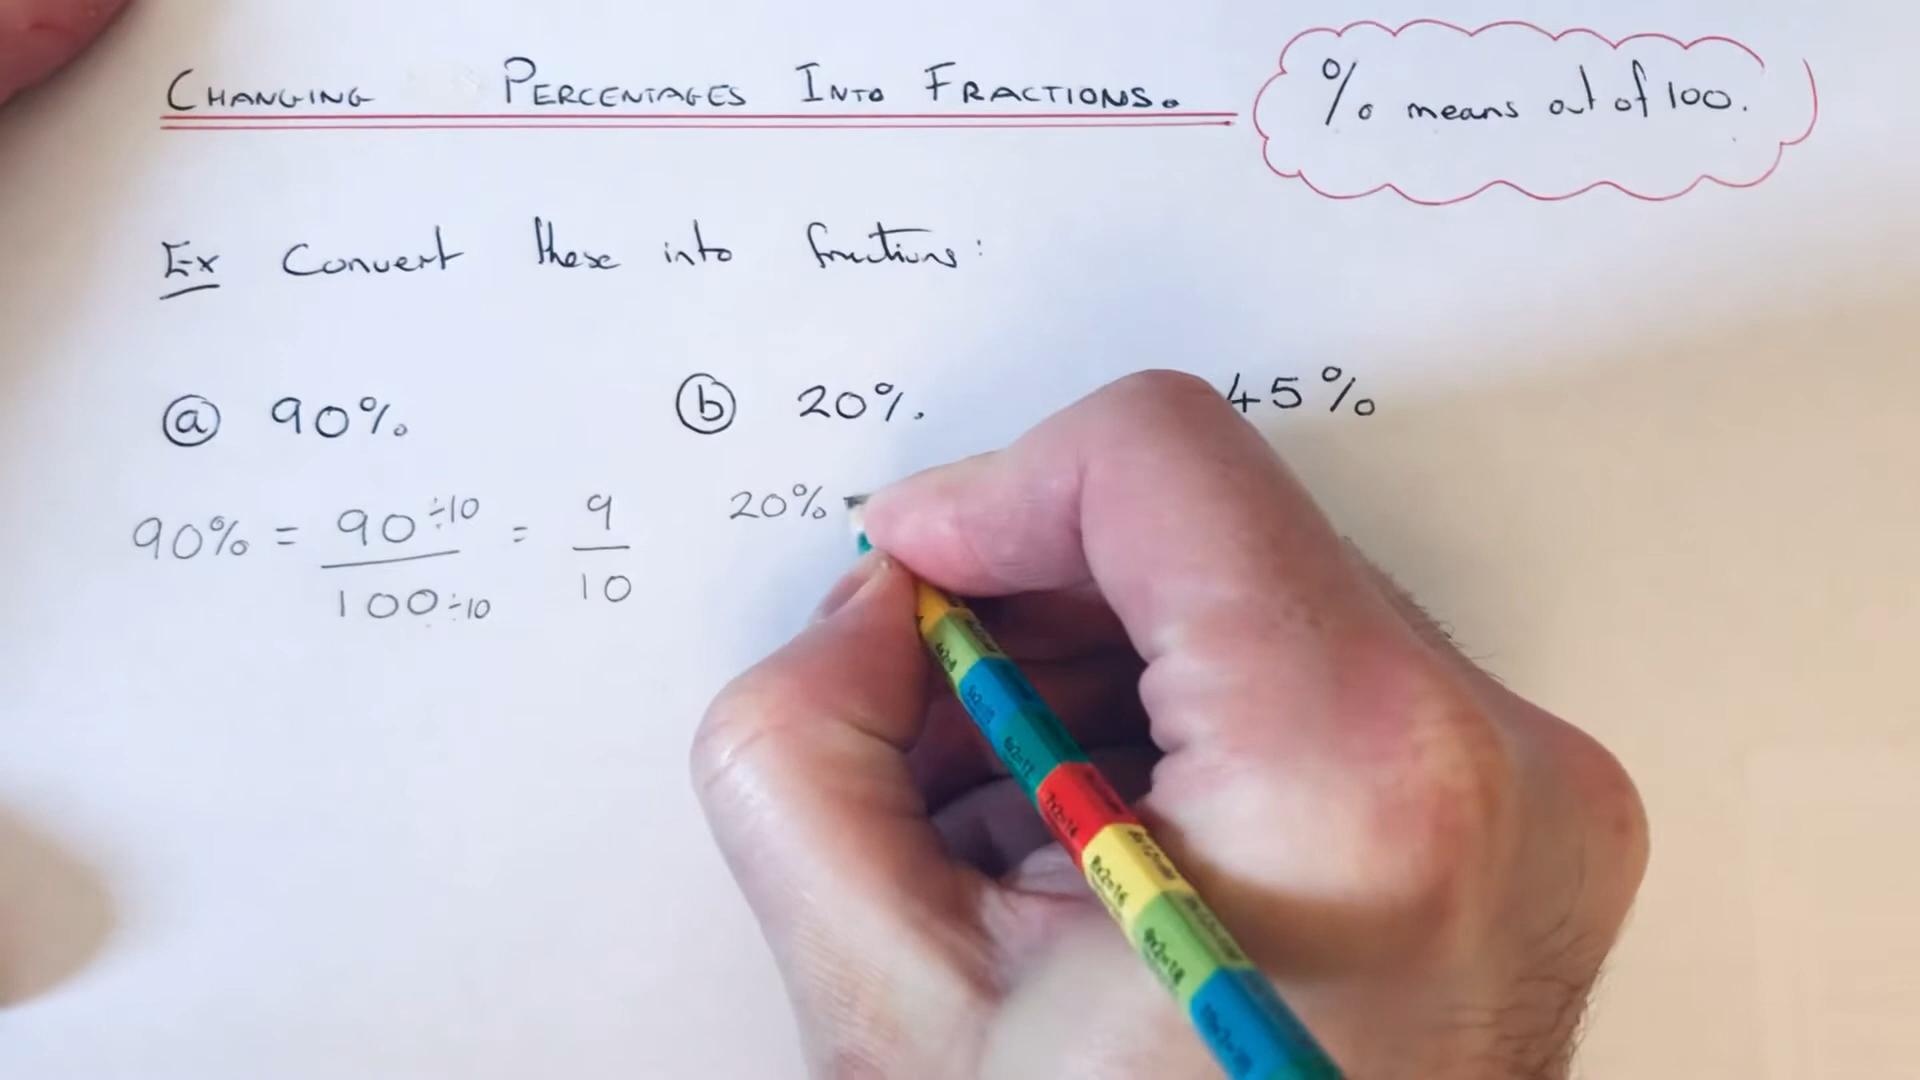 CHANGING PERCENTAGES INTO FRACTIONS.
% means out of 100.
Ex Convert these into fractions:
ⓐ 90% ⓑ 20% 45%
90% = 90÷10 / 100÷10 = 9 / 10
20% =